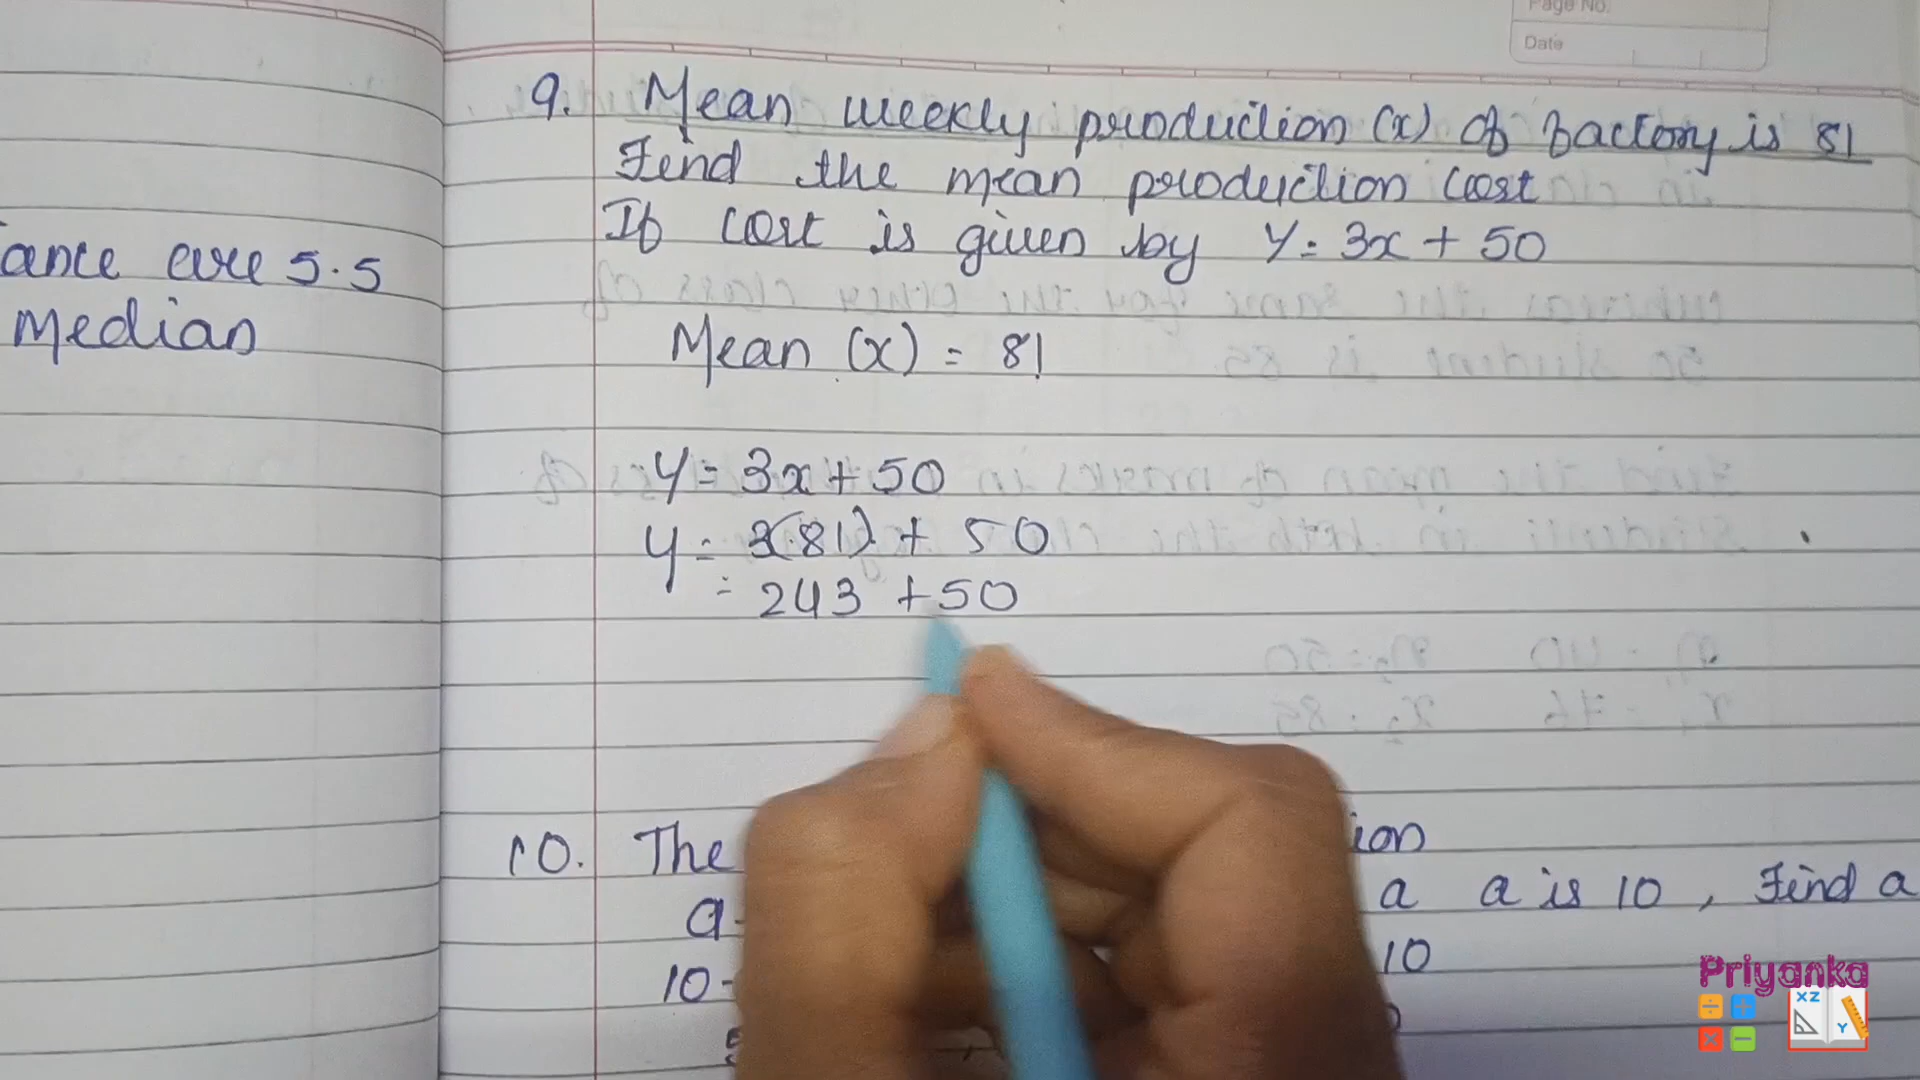 Page No.
Date
9. Mean weekly production (x) of factory is 81
Find the mean production cost
If cost is given by Y = 3x + 50
ance are 5.5
Median
Mean (x) = 81
y = 3x + 50
y = 3(81) + 50
= 243 + 50
10. The ion
a a is 10, Find a
10
10-
Priyanka
XZ
Y